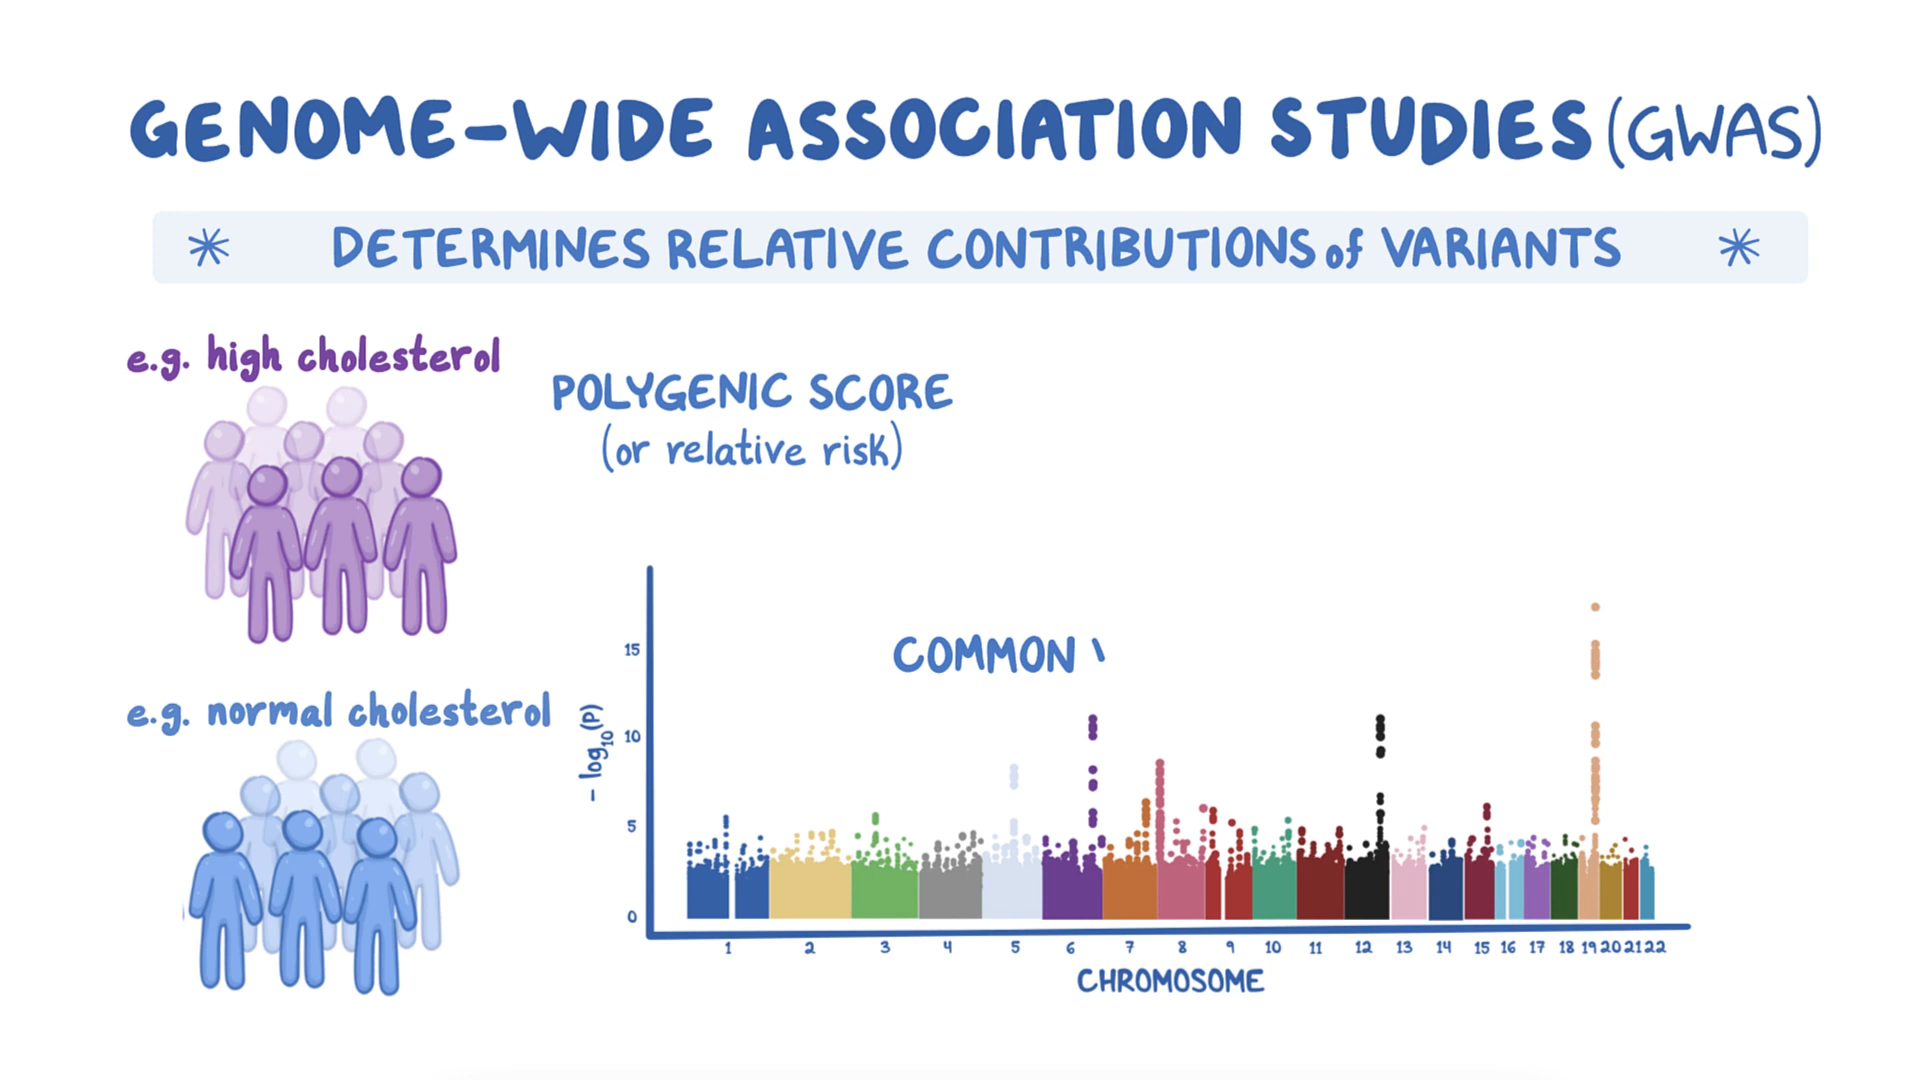 GENOME-WIDE ASSOCIATION STUDIES (GWAS)
* DETERMINES RELATIVE CONTRIBUTIONS of VARIANTS *
e.g. high cholesterol
POLYGENIC SCORE
(or relative risk)
COMMON
e.g. normal cholesterol
- log10(P)
15
10
5
0
1 2 3 4 5 6 7 8 9 10 11 12 13 14 15 16 17 18 19 20 21 22
CHROMOSOME